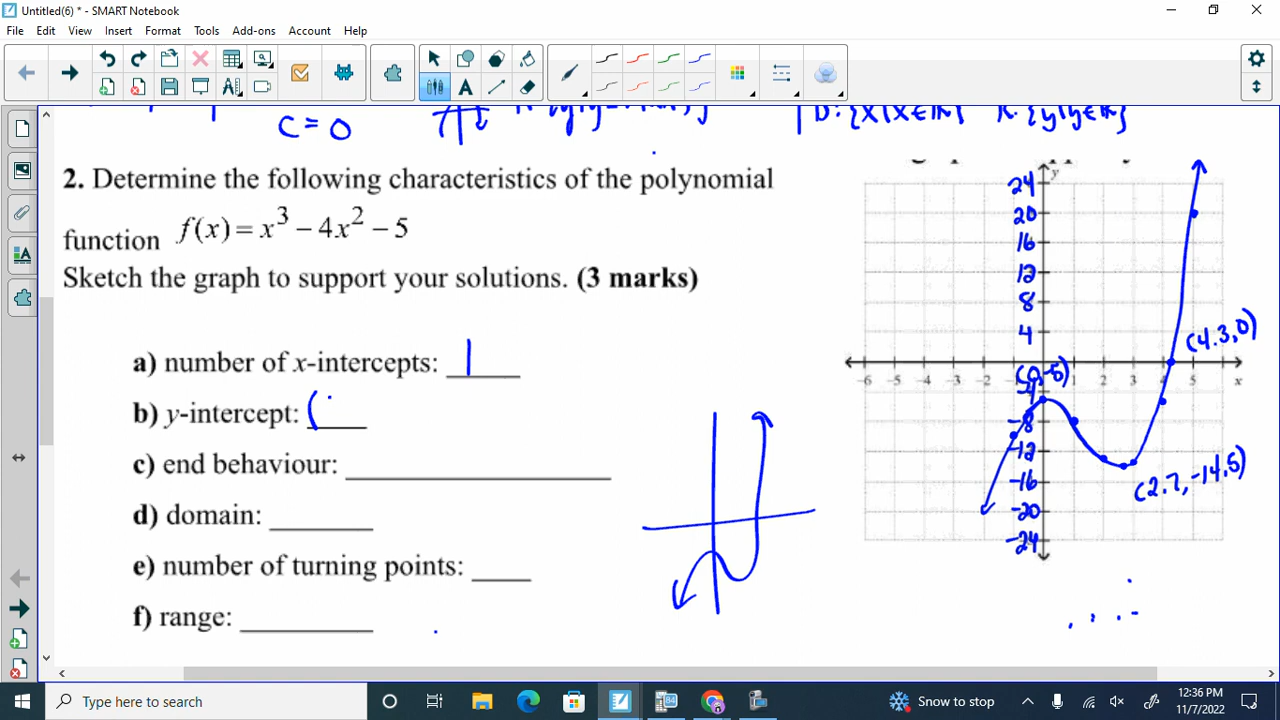 Untitled(6) * - SMART Notebook
File Edit View Insert Format Tools Add-ons Account Help
C = 0
D: {x|x∈R} R: {y|y∈R}
2. Determine the following characteristics of the polynomial
function f(x) = x³ − 4x² − 5
Sketch the graph to support your solutions. (3 marks)
a) number of x-intercepts: 1
b) y-intercept: (
c) end behaviour:
d) domain:
e) number of turning points:
f) range:
y
24
20
16
12
8
4
(4.3, 0)
-6 -5 -4 -3 -2 1 2 3 4 5 x
(0,-5)
-8
-12
-16
-20
-24
(2.7, -14.5)
Type here to search
Snow to stop
12:36 PM
11/7/2022